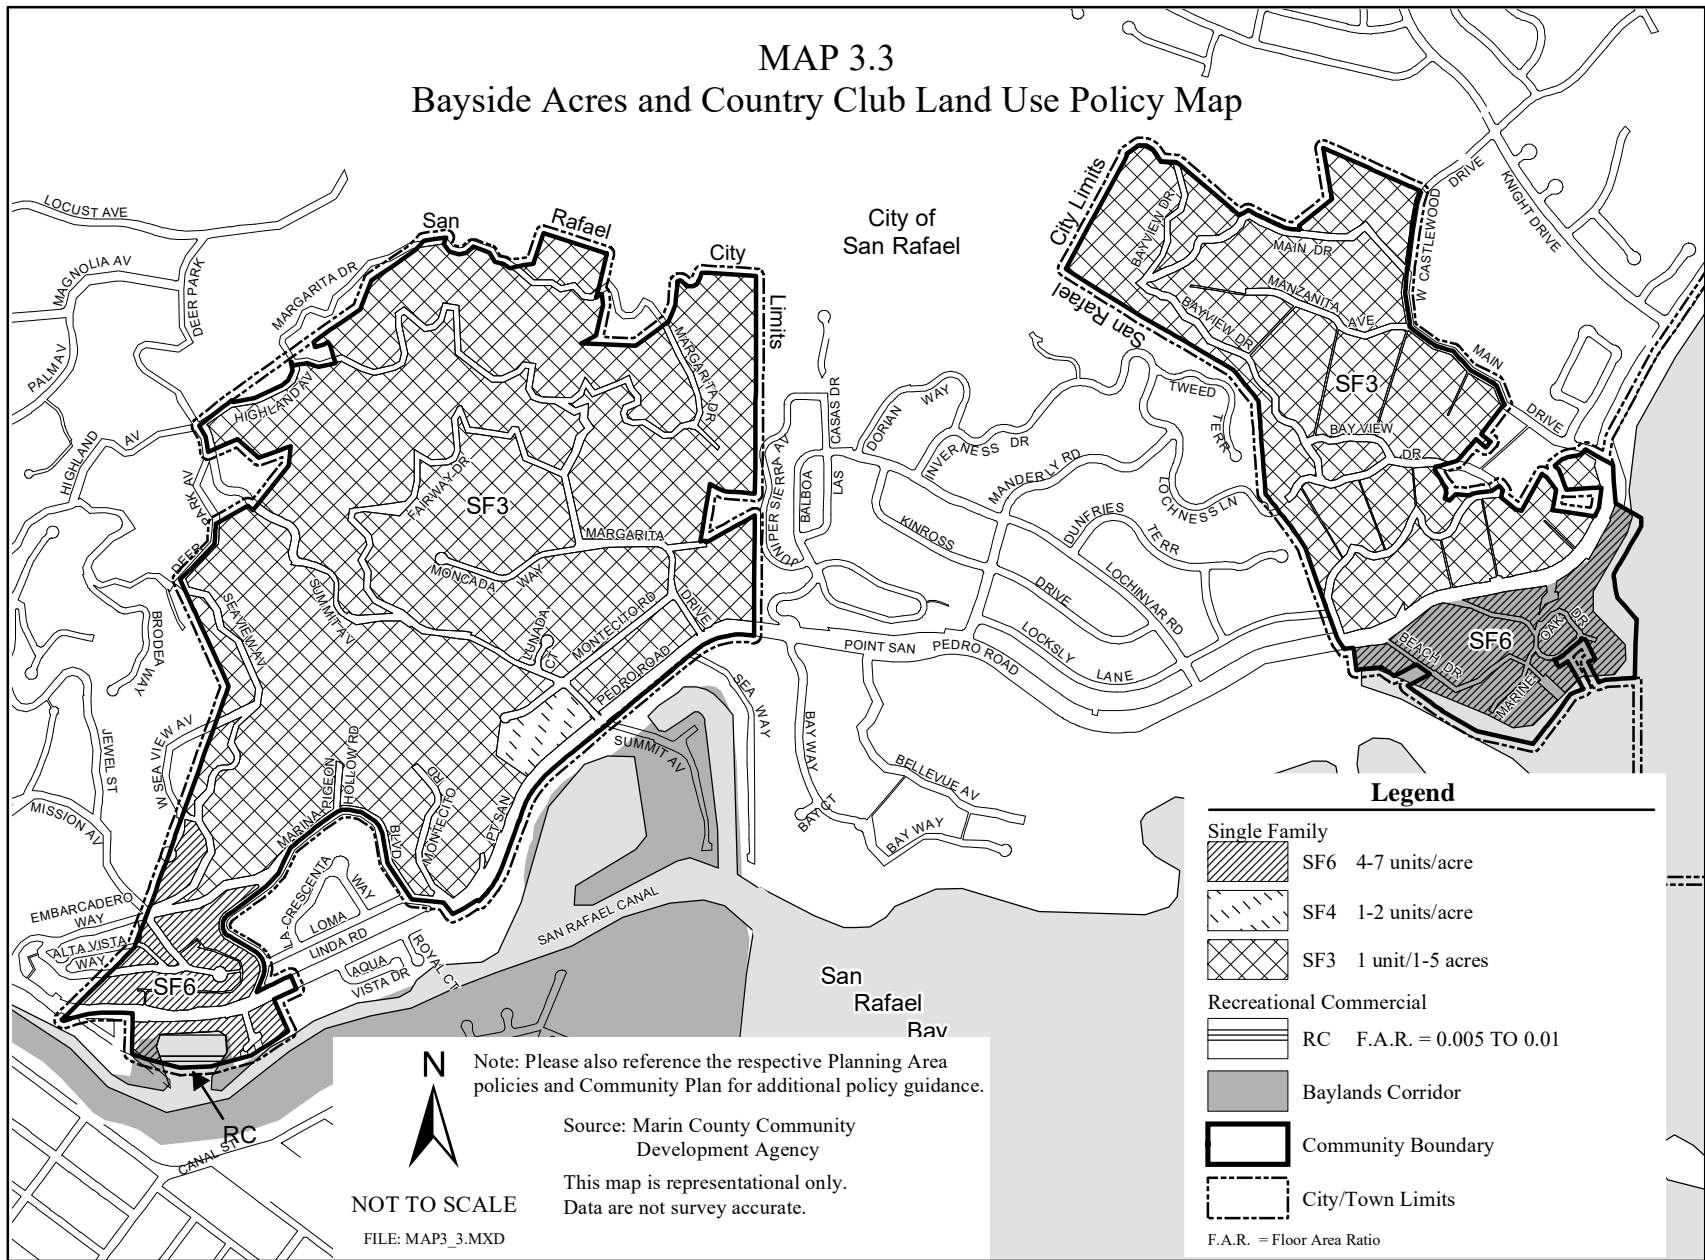 MAP 3.3
Bayside Acres and Country Club Land Use Policy Map
LOCUST AVE
MAGNOLIA AV
DEER PARK
PALM AV
MARGARITA DR
San
Rafael
City
Limits
City of
San Rafael
City Limits
San Rafael
BAYVIEW DR
MAIN DR
W CASTLEWOOD
DRIVE
KNIGHT DRIVE
MANZANITA
AVE
BAYVIEW DR
MAIN
DRIVE
SF3
BAY VIEW
DR
HIGHLAND AV
HIGHLAND
AV
PARK AV
DEER
MARGARITA DR
FAIRWAY DR
SF3
MARGARITA
MONCADA
WAY
DRIVE
SUMMIT AV
SEAVIEW AV
LUNADA
CT
MONTECITO RD
PEDRO ROAD
BRODEA
WAY
JEWEL ST
W SEA VIEW AV
MISSION AV
MARINA
PIGEON
HOLLOW RD
BLVD
MONTECITO
RD
PT SAN
JUNIPER SIERRA AV
BALBOA
CASAS DR
LAS
JUNIP
DORIAN
WAY
INVERNESS DR
MANDERLY RD
TWEED
TERR
LOCHNESS LN
KINROSS
DRIVE
DUNFRIES
TERR
LOCHINVAR RD
LOCKSLY
LANE
POINT SAN PEDRO ROAD
SEA
WAY
SUMMIT AV
BAY WAY
BELLEVUE AV
BAY CT
BAY WAY
SF6
BEACH DR
OAK
DR
MARINE
EMBARCADERO
WAY
ALTA VISTA
WAY
SF6
LA-CRESCENTA
WAY
LOMA
LINDA RD
AQUA
VISTA DR
ROYAL CT
SAN RAFAEL CANAL
San
Rafael
Bay
RC
CANAL ST
N
NOT TO SCALE
FILE: MAP3_3.MXD
Note: Please also reference the respective Planning Area
policies and Community Plan for additional policy guidance.
Source: Marin County Community
Development Agency
This map is representational only.
Data are not survey accurate.
Legend
Single Family
SF6 4-7 units/acre
SF4 1-2 units/acre
SF3 1 unit/1-5 acres
Recreational Commercial
RC F.A.R. = 0.005 TO 0.01
Baylands Corridor
Community Boundary
City/Town Limits
F.A.R. = Floor Area Ratio